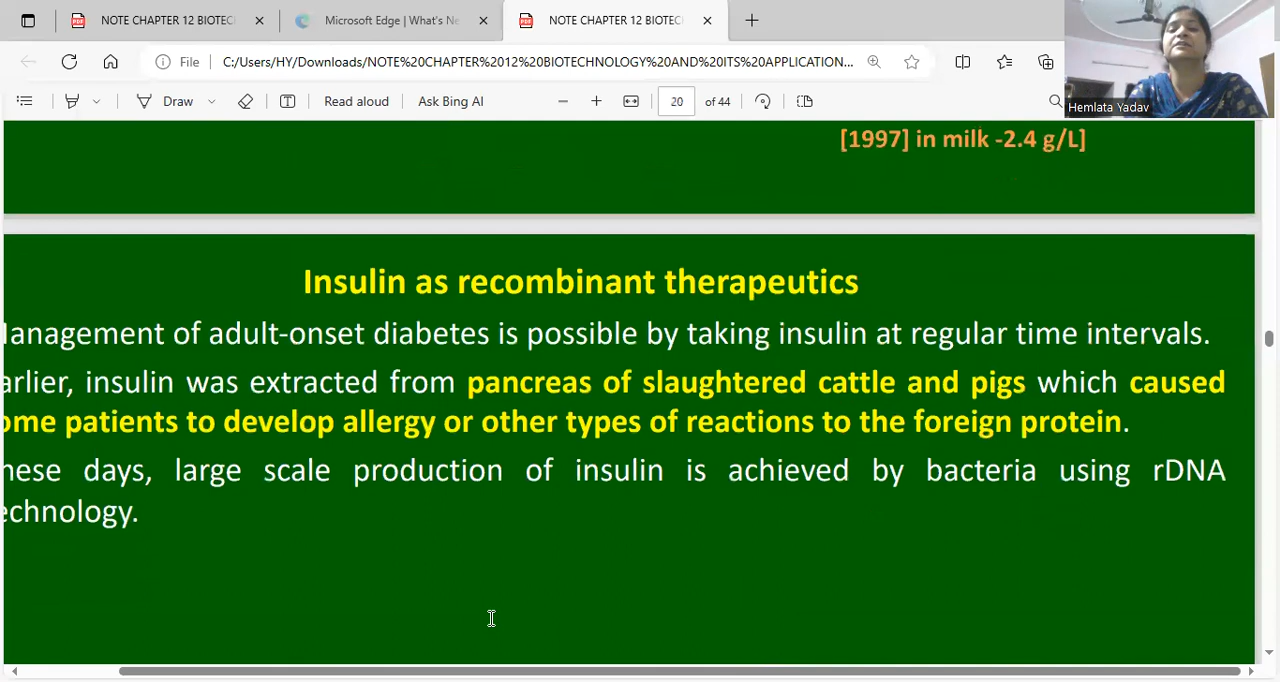 NOTE CHAPTER 12 BIOTEC
Microsoft Edge | What's Ne
NOTE CHAPTER 12 BIOTEC
File
C:/Users/HY/Downloads/NOTE%20CHAPTER%2012%20BIOTECHNOLOGY%20AND%20ITS%20APPLICATION...
Draw
Read aloud
Ask Bing AI
20 of 44
Hemlata Yadav
[1997] in milk -2.4 g/L]
Insulin as recombinant therapeutics
anagement of adult-onset diabetes is possible by taking insulin at regular time intervals.
arlier, insulin was extracted from pancreas of slaughtered cattle and pigs which caused
ome patients to develop allergy or other types of reactions to the foreign protein.
hese days, large scale production of insulin is achieved by bacteria using rDNA
echnology.